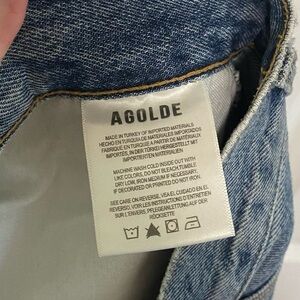 AGOLDE
MADE IN TURKEY OF IMPORTED MATERIALS
HECHO EN TURQUIA DE MATERIALES IMPORTADOS
FABRIQUÉ EN TURQUIE A PARTIR DE MATERIAUX
IMPORTES, IN DER TÜRKEI HERGESTELLT MIT
IMPORTIERTEN MATERIALIEN
MACHINE WASH COLD INSIDE OUT WITH
LIKE COLORS, DO NOT BLEACH, TUMBLE
DRY LOW, IRON MEDIUM IF NECESSARY.
IF DECORATED OR PRINTED DO NOT IRON.
SEE CARE ON REVERSE, VEA EL CUIDADO EN EL
REVERSO, VOIR LES INSTRUCTIONS D'ENTRETIEN
SUR L'ENVERS, PFLEGEANLEITUNG AUF DER
RÜCKSEITE